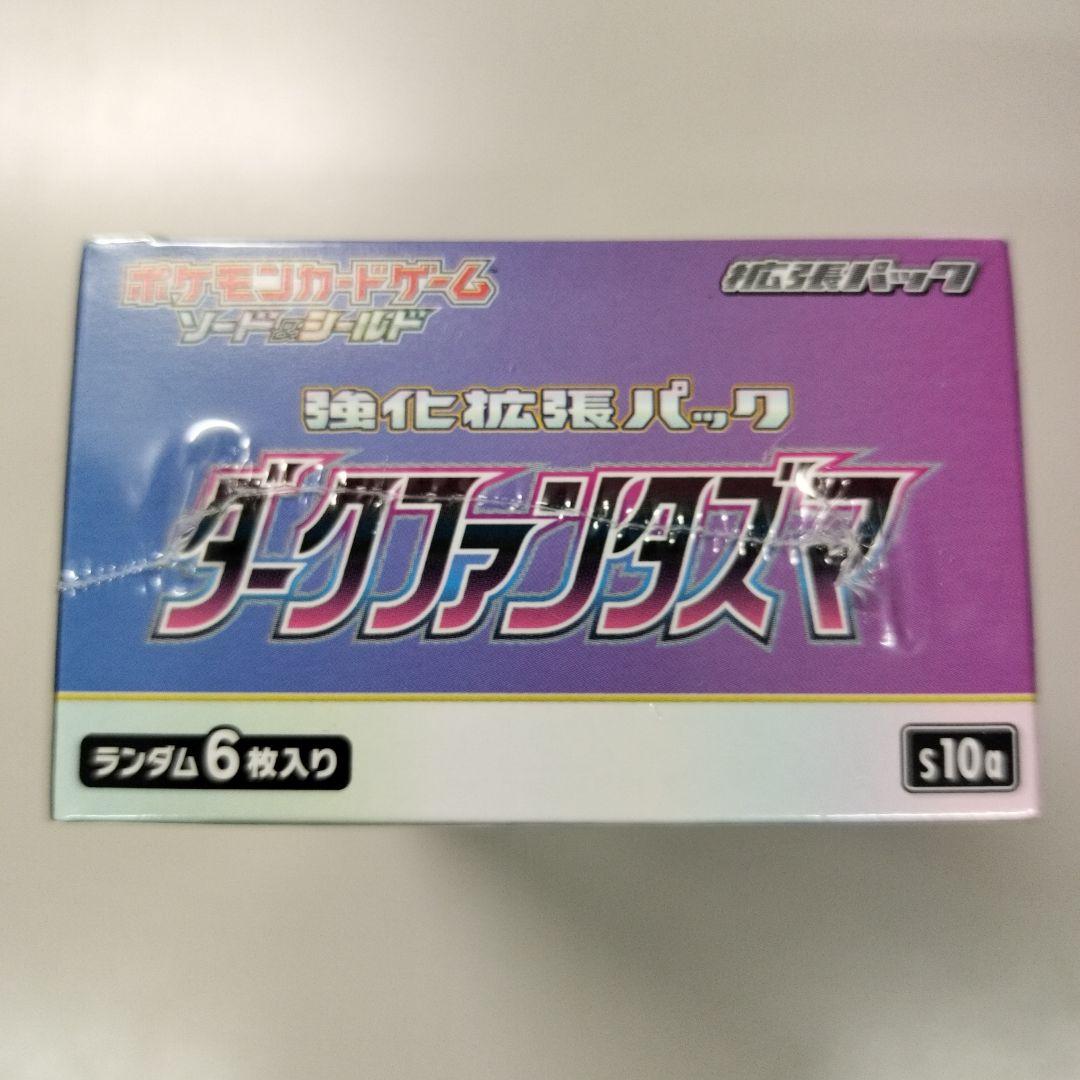 ポケモンカードゲーム
ソード&シールド
拡張パック
強化拡張パック
ダークファンタズマ
ランダム6枚入り
s10a